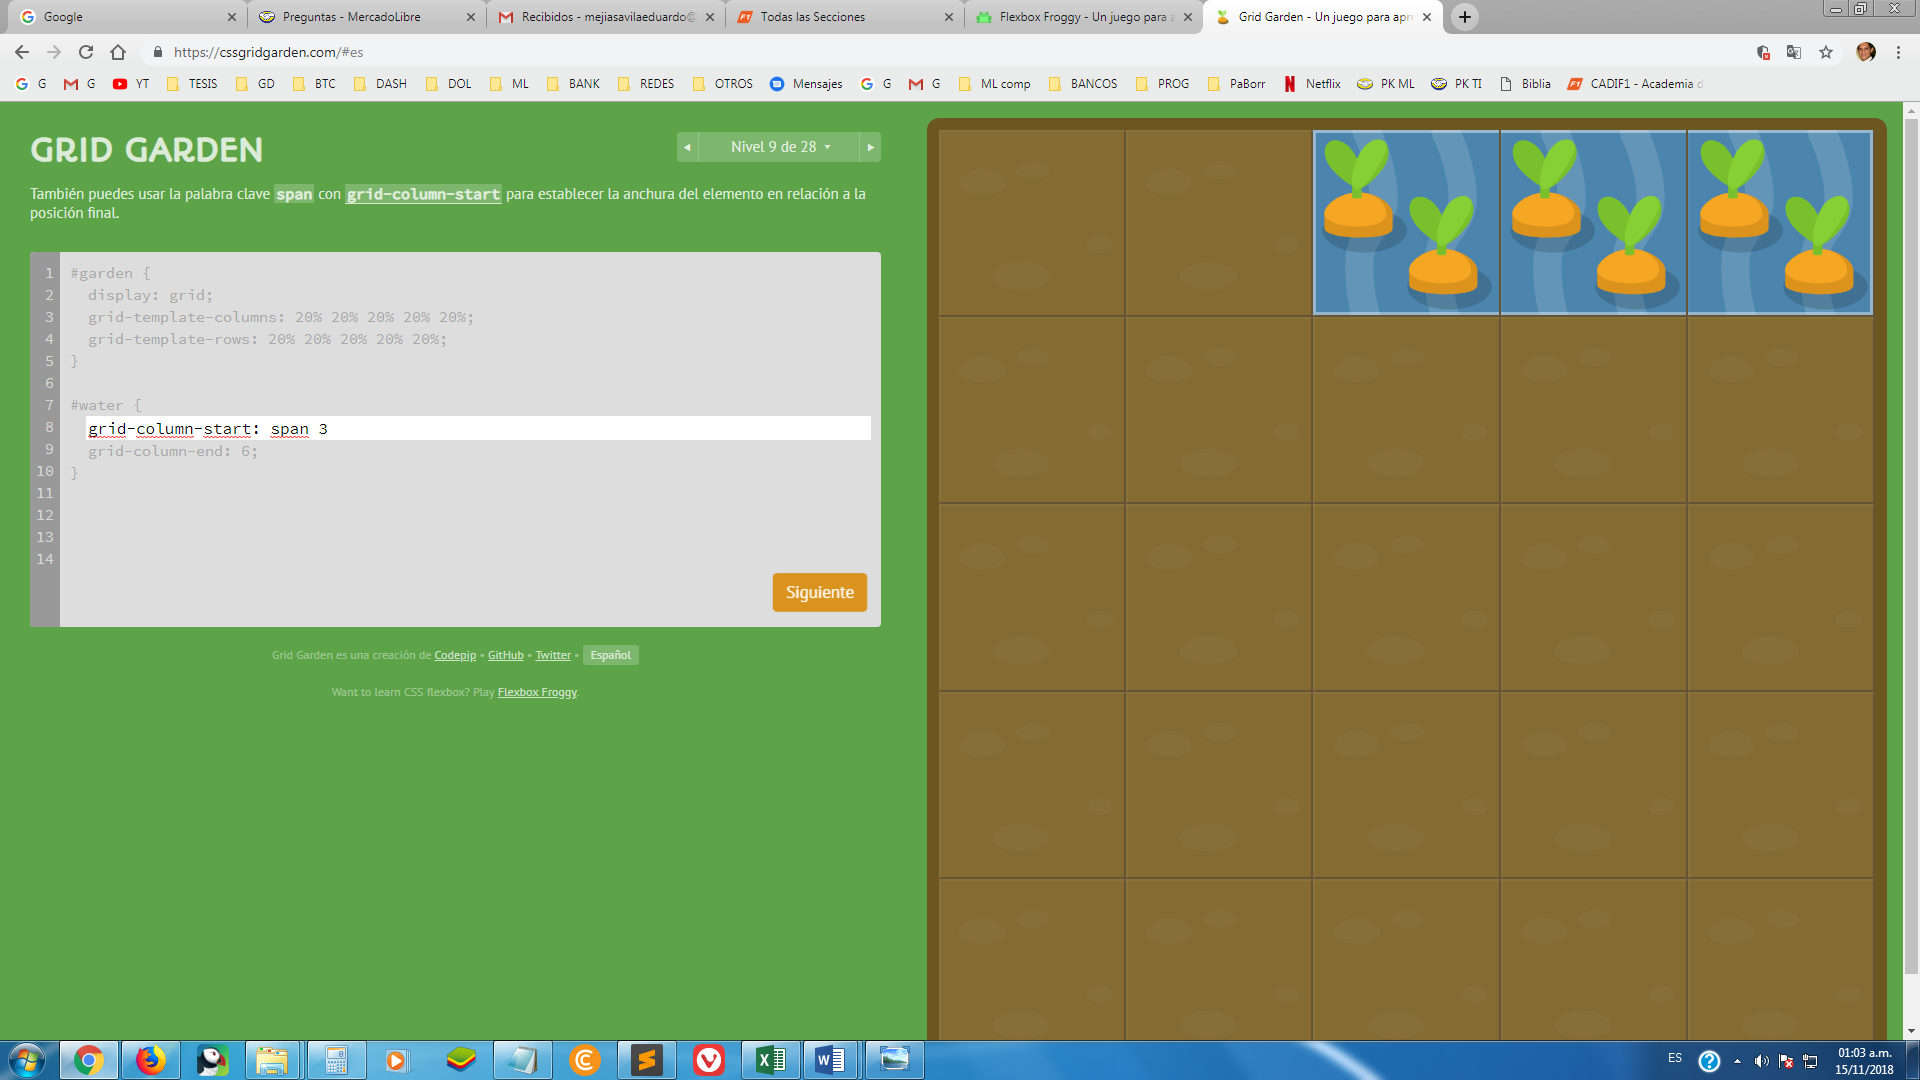 Google
Preguntas - MercadoLibre
Recibidos - mejiasavilaeduardo@
Todas las Secciones
Flexbox Froggy - Un juego para a
Grid Garden - Un juego para apre
https://cssgridgarden.com/#es
G G YT TESIS GD BTC DASH DOL ML BANK REDES OTROS Mensajes G G ML comp BANCOS PROG PaBorr Netflix PK ML PK TI Biblia CADIF1 - Academia d
GRID GARDEN
Nivel 9 de 28
También puedes usar la palabra clave span con grid-column-start para establecer la anchura del elemento en relación a la
posición final.
1 #garden {
2 display: grid;
3 grid-template-columns: 20% 20% 20% 20% 20%;
4 grid-template-rows: 20% 20% 20% 20% 20%;
5 }
6
7 #water {
8 grid-column-start: span 3
9 grid-column-end: 6;
10 }
11
12
13
14
Siguiente
Grid Garden es una creación de Codepip • GitHub • Twitter • Español
Want to learn CSS flexbox? Play Flexbox Froggy.
ES
01:03 a.m.
15/11/2018